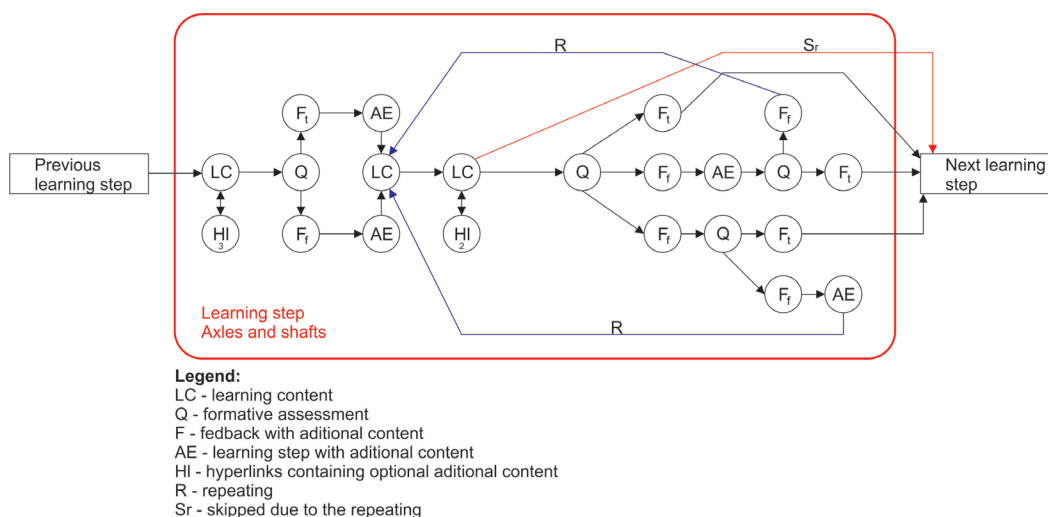 R
Sr
Ft
AE
Ft
Ff
Previous
learning step
LC
Q
LC
LC
Q
Ff
AE
Q
Ft
Next learning
step
HI
3
Ff
AE
HI
2
Ff
Q
Ft
Ff
AE
Learning step
Axles and shafts
R
Legend:
LC - learning content
Q - formative assessment
F - fedback with aditional content
AE - learning step with aditional content
HI - hyperlinks containing optional aditional content
R - repeating
Sr - skipped due to the repeating